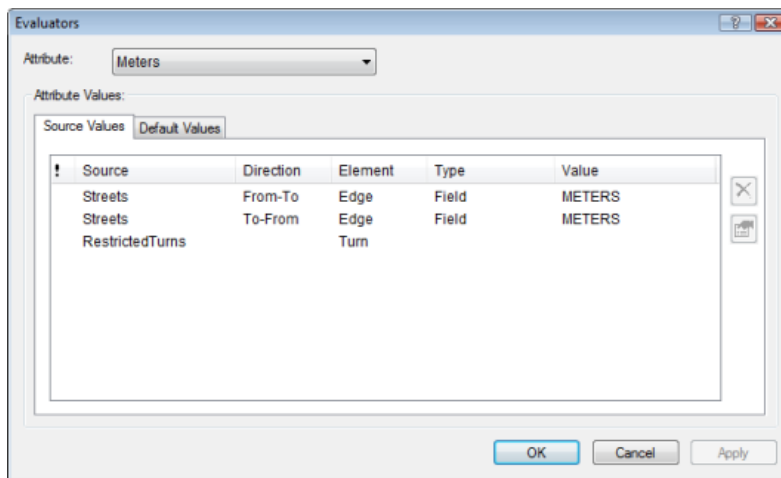 Evaluators
Attribute: Meters
Attribute Values:
Source Values Default Values
! Source Direction Element Type Value
Streets From-To Edge Field METERS
Streets To-From Edge Field METERS
RestrictedTurns Turn
OK Cancel Apply